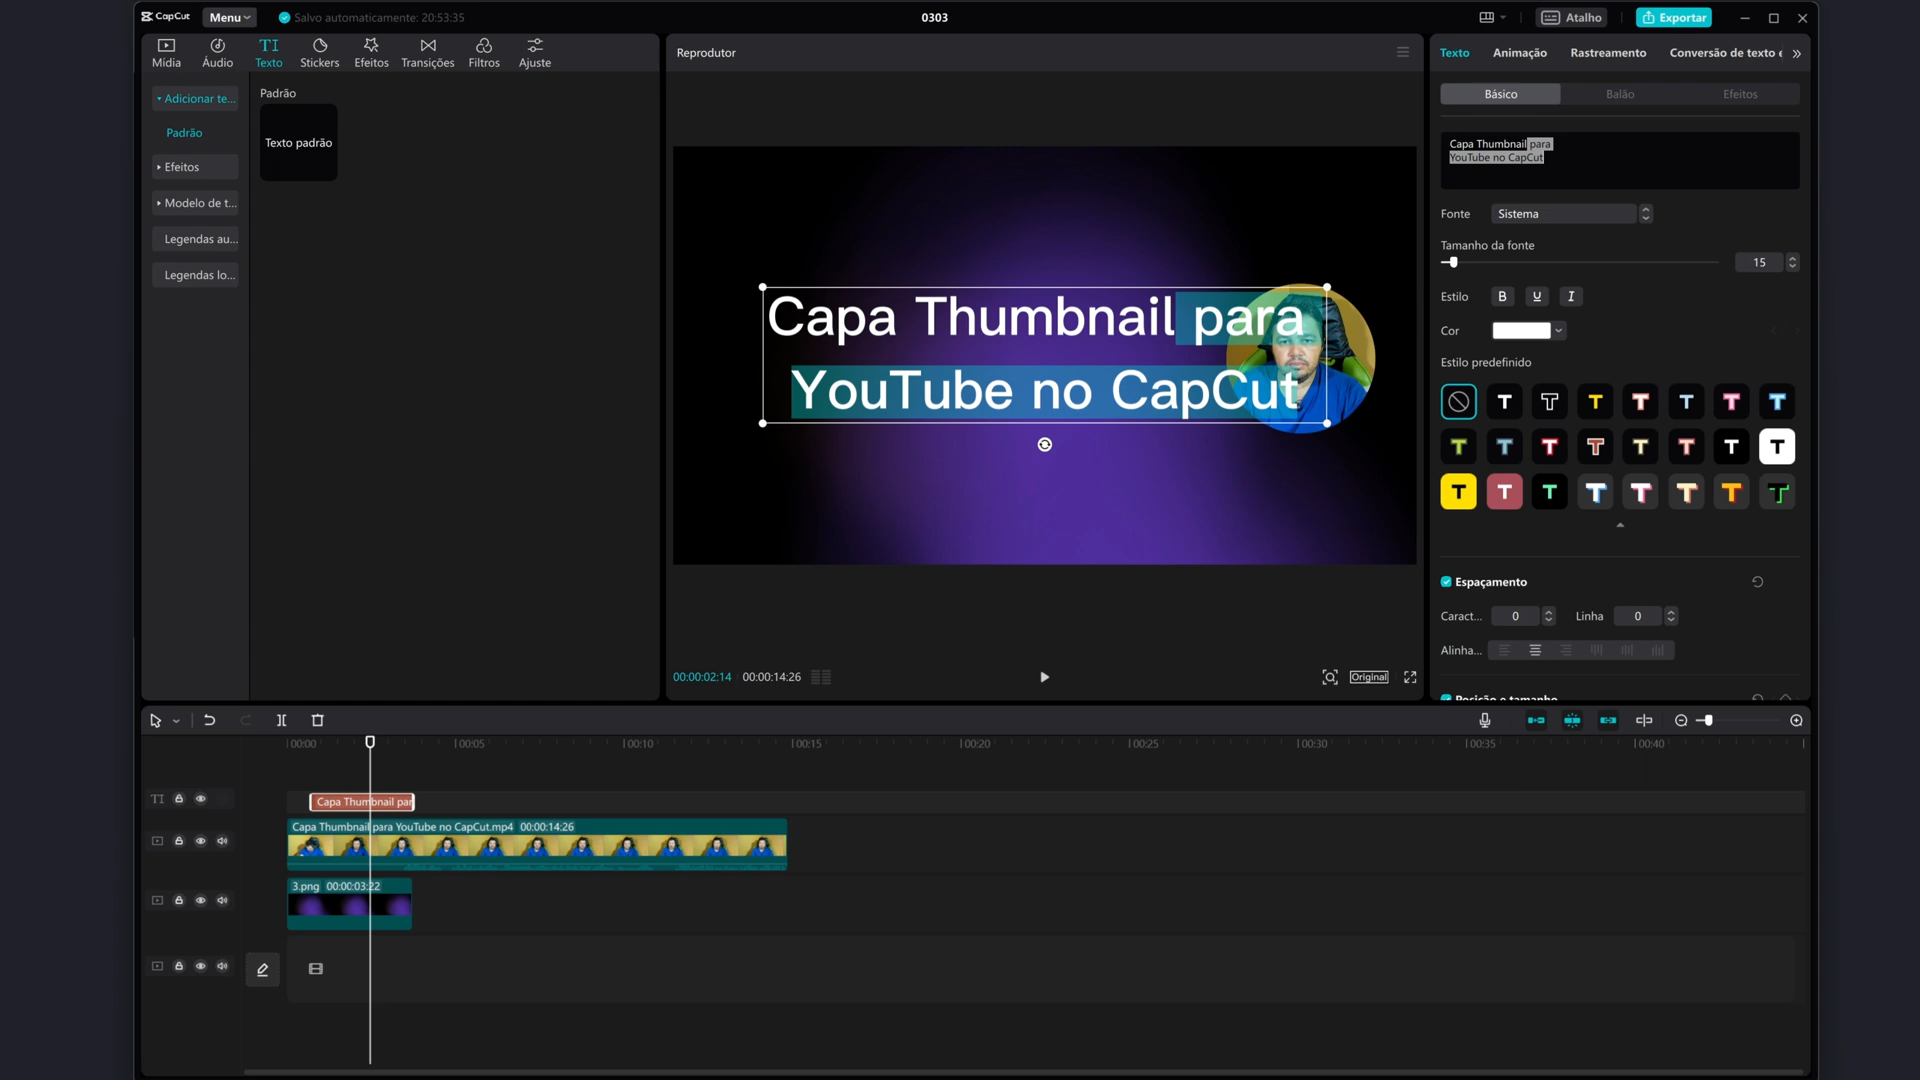 CapCut
Menu
Salvo automaticamente: 20:53:35
0303
Atalho
Exportar
Mídia
Áudio
TI
Texto
Stickers
Efeitos
Transições
Filtros
Ajuste
Adicionar te...
Padrão
Efeitos
Modelo de t...
Legendas au...
Legendas lo...
Padrão
Texto padrão
Reprodutor
Capa Thumbnail para
YouTube no CapCut
00:00:02:14
00:00:14:26
Original
Texto
Animação
Rastreamento
Conversão de texto e
Básico
Balão
Efeitos
Capa Thumbnail para
YouTube no CapCut
Fonte
Sistema
Tamanho da fonte
15
Estilo
B
U
I
Cor
Estilo predefinido
T T T T T T T
T T T T T T T T
T T T T T T T T
Espaçamento
Caract...
0
Linha
0
Alinha...
Posição e tamanho
00:00
00:05
00:10
00:15
00:20
00:25
00:30
00:35
00:40
TI
Capa Thumbnail par
Capa Thumbnail para YouTube no CapCut.mp4 00:00:14:26
3.png 00:00:03:22